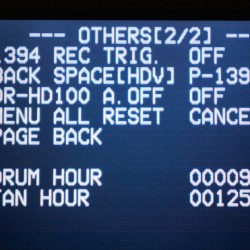 --- OTHERS[2/2] ---
1394 REC TRIG. OFF
BACK SPACE[HDV] P-139
DR-HD100 A.OFF OFF
MENU ALL RESET CANCE
PAGE BACK
DRUM HOUR 00009
FAN HOUR 00125